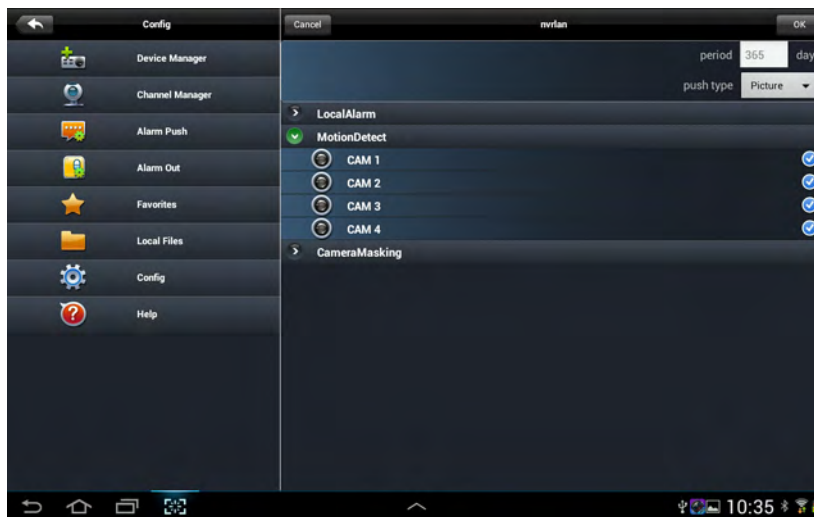 Config
Cancel
nvrlan
OK
Device Manager
Channel Manager
Alarm Push
Alarm Out
Favorites
Local Files
Config
Help
period 365 day
push type Picture
LocalAlarm
MotionDetect
CAM 1
CAM 2
CAM 3
CAM 4
CameraMasking
10:35